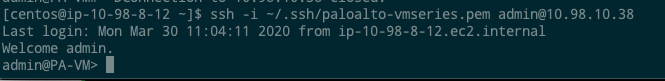 [centos@ip-10-98-8-12 ~]$ ssh -i ~/.ssh/paloalto-vmseries.pem admin@10.98.10.38
Last login: Mon Mar 30 11:04:11 2020 from ip-10-98-8-12.ec2.internal
Welcome admin.
admin@PA-VM>